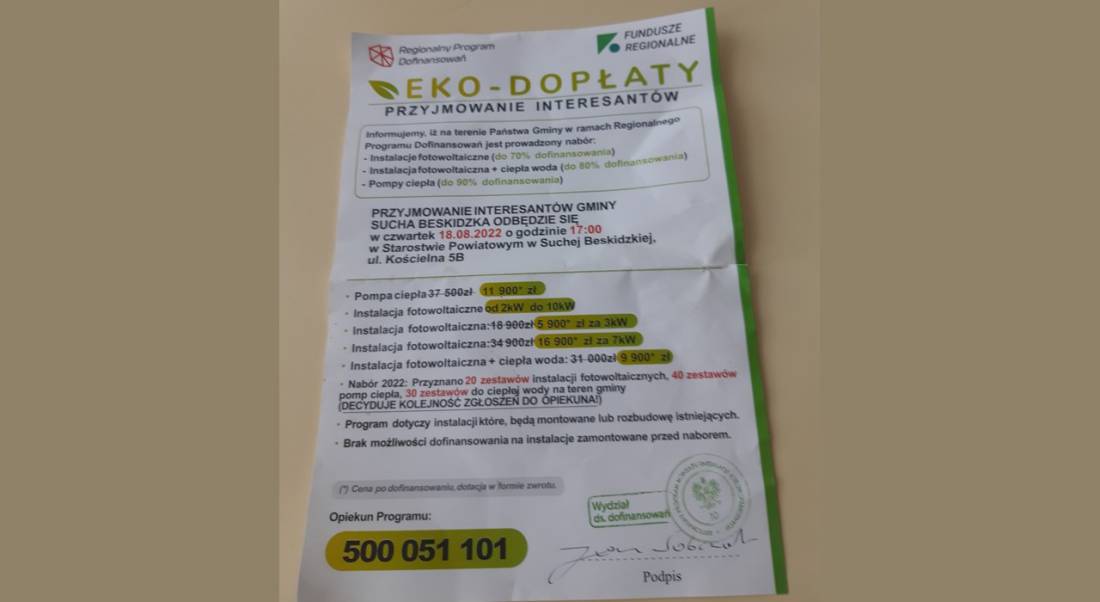 Regionalny Program
Dofinansowań
FUNDUSZE
REGIONALNE
EKO-DOPŁATY
PRZYJMOWANIE INTERESANTÓW
Informujemy, iż na terenie Państwa Gminy w ramach Regionalnego
Programu Dofinansowań jest prowadzony nabór:
- Instalacje fotowoltaiczne (do 70% dofinansowania)
- Instalacja fotowoltaiczna + ciepła woda (do 80% dofinansowania)
- Pompy ciepła (do 90% dofinansowania)
PRZYJMOWANIE INTERESANTÓW GMINY
SUCHA BESKIDZKA ODBĘDZIE SIĘ
w czwartek 18.08.2022 o godzinie 17:00
w Starostwie Powiatowym w Suchej Beskidzkiej,
ul. Kościelna 5B
· Pompa ciepła 37 500zł 11 900* zł
· Instalacja fotowoltaiczne od 2kW do 10kW
· Instalacja fotowoltaiczna: 18 900zł 5 900* zł za 3kW
· Instalacja fotowoltaiczna: 34 900zł 16 900* zł za 7kW
· Instalacja fotowoltaiczna + ciepła woda: 31 000zł 9 900* zł
· Nabór 2022: Przyznano 20 zestawów instalacji fotowoltaicznych, 40 zestawów
pomp ciepła, 30 zestawów do ciepłej wody na teren gminy
(DECYDUJE KOLEJNOŚĆ ZGŁOSZEŃ DO OPIEKUNA!)
· Program dotyczy instalacji które, będą montowane lub rozbudowę istniejących.
· Brak możliwości dofinansowania na instalacje zamontowane przed naborem.
(*) Cena po dofinansowaniu, dotacja w formie zwrotu.
Wydział
ds. dofinansowań
Opiekun Programu:
500 051 101
Podpis